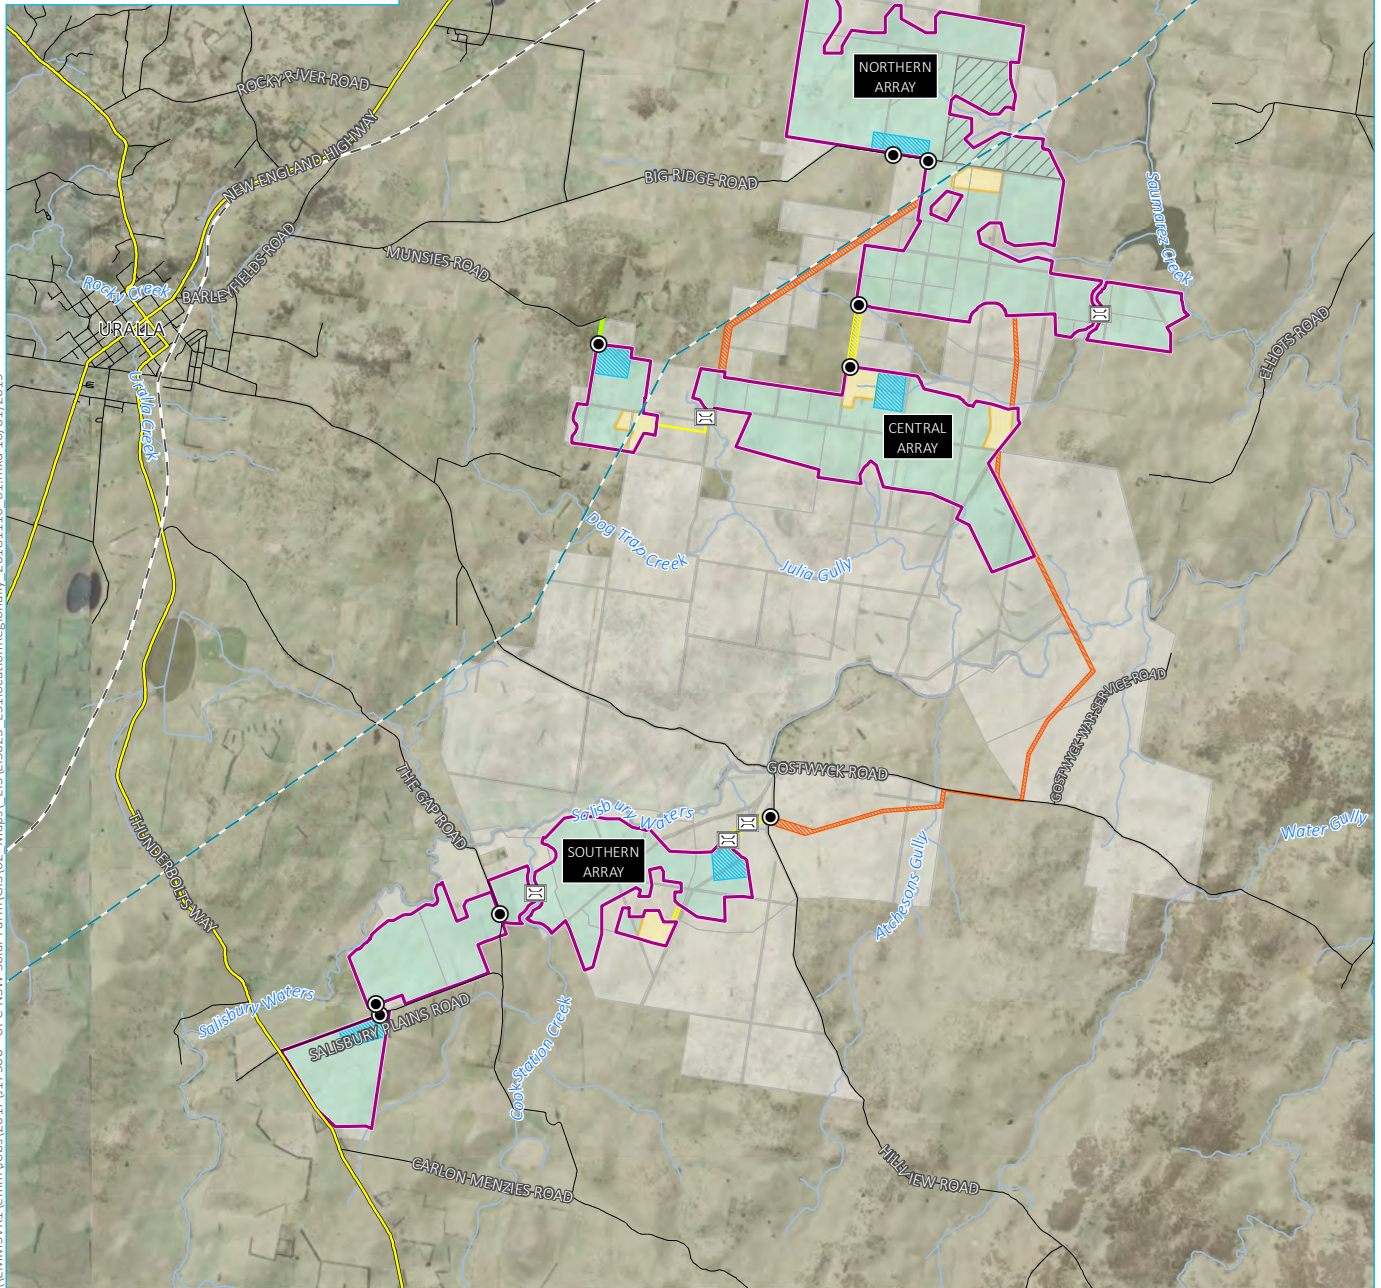 NORTHERN
ARRAY
ROCKY RIVER ROAD
NEW ENGLAND HIGHWAY
BIG RIDGE ROAD
Saumarez Creek
BARLEYFIELDS ROAD
MUNSIES ROAD
Rocky Creek
URALLA
ELLIOTS ROAD
Uralla Creek
CENTRAL
ARRAY
Dog Trap Creek
Julia Gully
GOSTWYCK WAR SERVICE ROAD
GOSTWYCK ROAD
THE GAP ROAD
Salisbury Waters
Water Gully
THUNDERBOLTS WAY
SOUTHERN
ARRAY
Atchesons Gully
Salisbury Waters
SALISBURY PLAINS ROAD
Cook Station Creek
CARLON MENZIES ROAD
HILLVIEW ROAD